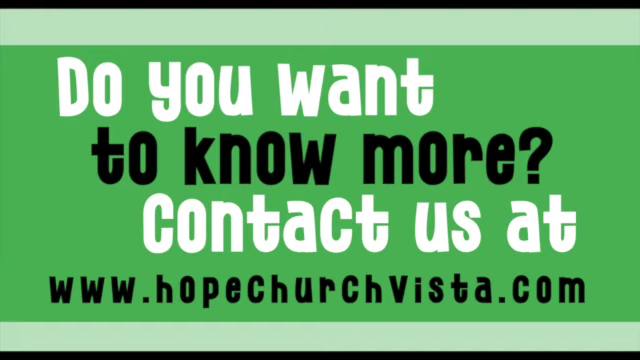 Do you want
to know more?
Contact us at
www.hopechurchvista.com